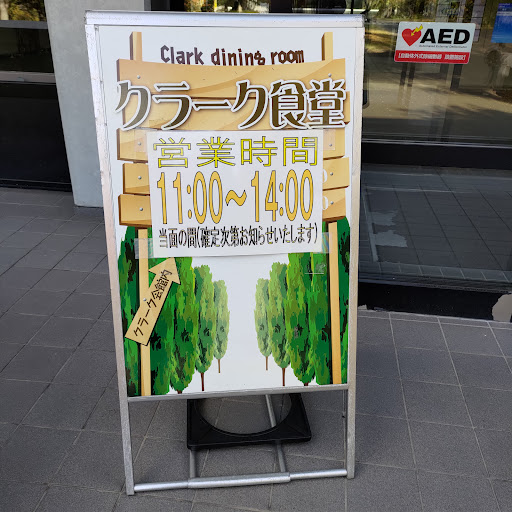 Clark dining room
クラーク食堂
営業時間
11:00～14:00
当面の間(確定次第お知らせいたします)
クラーク会館内
AED